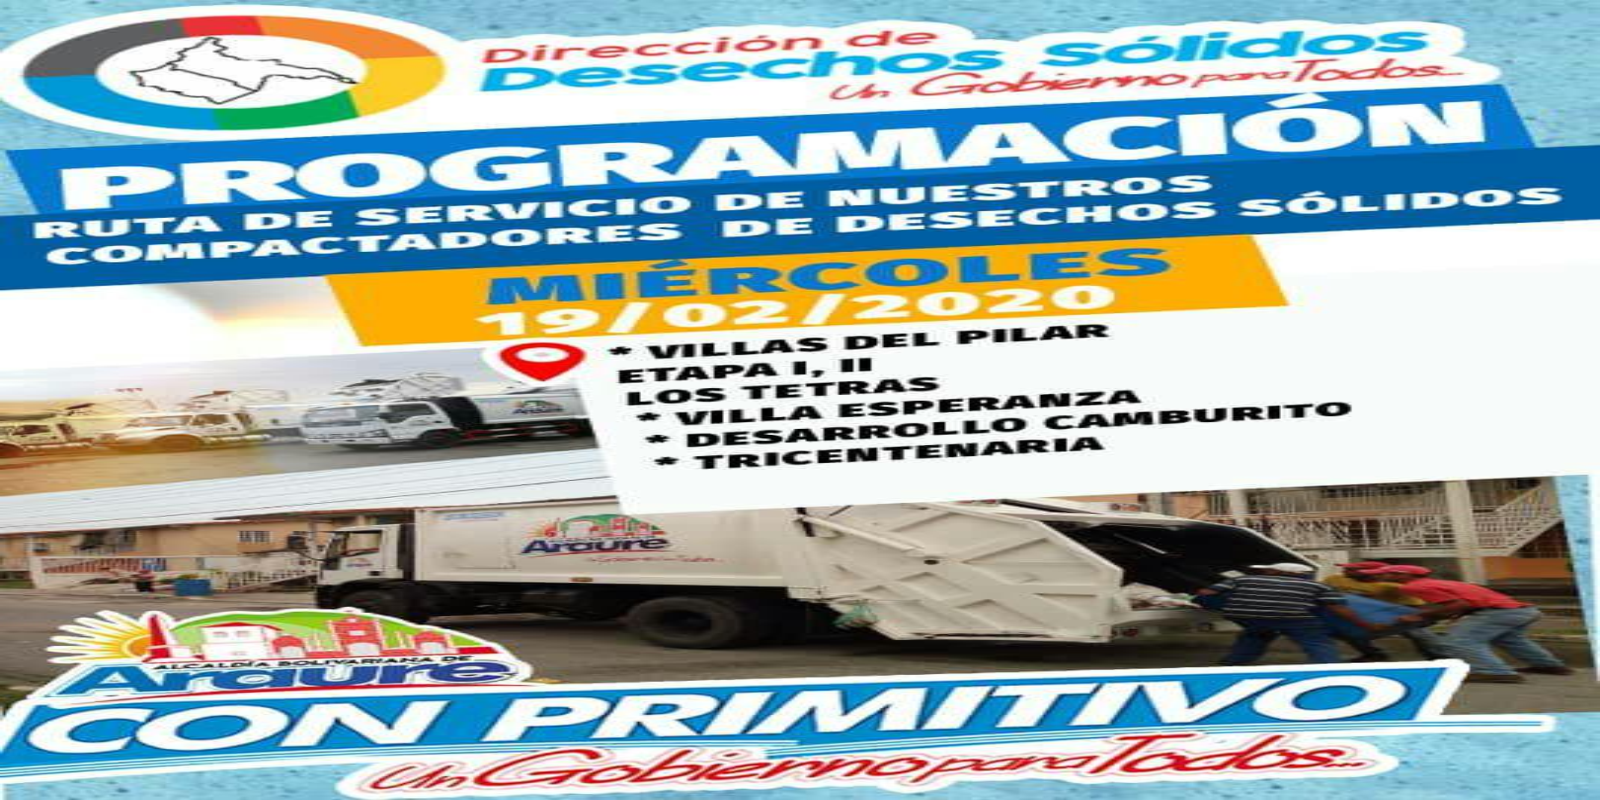 Dirección de
Desechos Sólidos
Un Gobierno para Todos...
PROGRAMACIÓN
RUTA DE SERVICIO DE NUESTROS
COMPACTADORES DE DESECHOS SÓLIDOS
MIÉRCOLES
19/02/2020
* VILLAS DEL PILAR
ETAPA I, II
LOS TETRAS
* VILLA ESPERANZA
* DESARROLLO CAMBURITO
* TRICENTENARIA
Araure
Araure
ALCALDÍA BOLIVARIANA DE
Araure
CON PRIMITIVO
Un Gobierno para Todos...